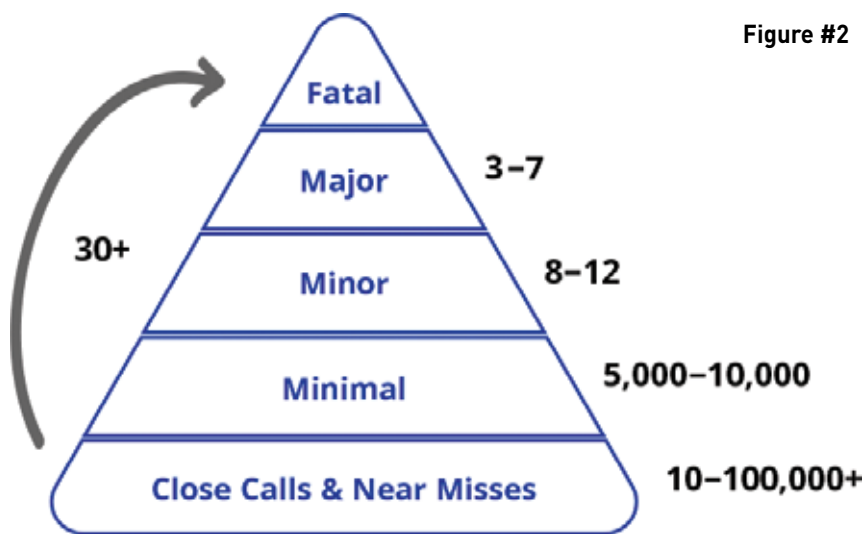 Figure #2
Fatal
Major
3–7
30+
Minor
8–12
Minimal
5,000–10,000
Close Calls & Near Misses
10–100,000+